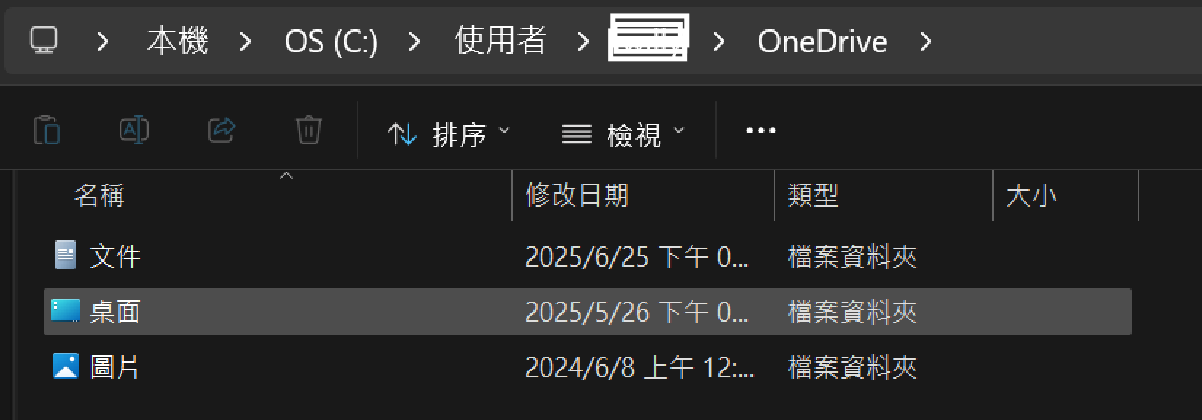 本機 > OS (C:) > 使用者 > > OneDrive >
排序 檢視 ...
名稱 修改日期 類型 大小
文件 2025/6/25 下午 0... 檔案資料夾
桌面 2025/5/26 下午 0... 檔案資料夾
圖片 2024/6/8 上午 12:... 檔案資料夾